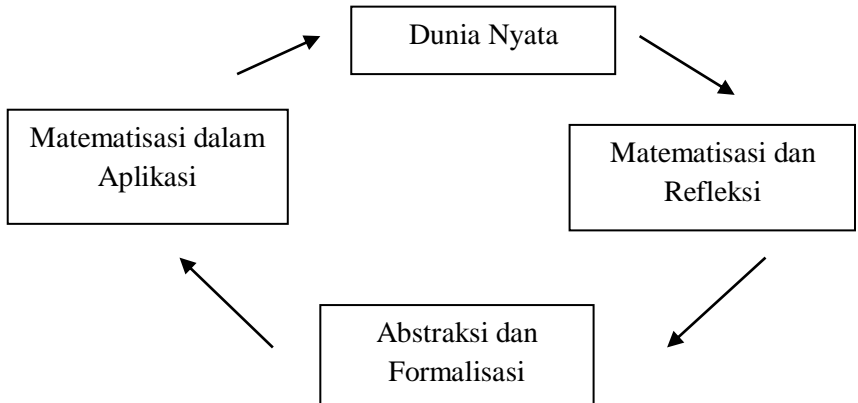 Dunia Nyata
Matematisasi dalam
Aplikasi
Matematisasi dan
Refleksi
Abstraksi dan
Formalisasi